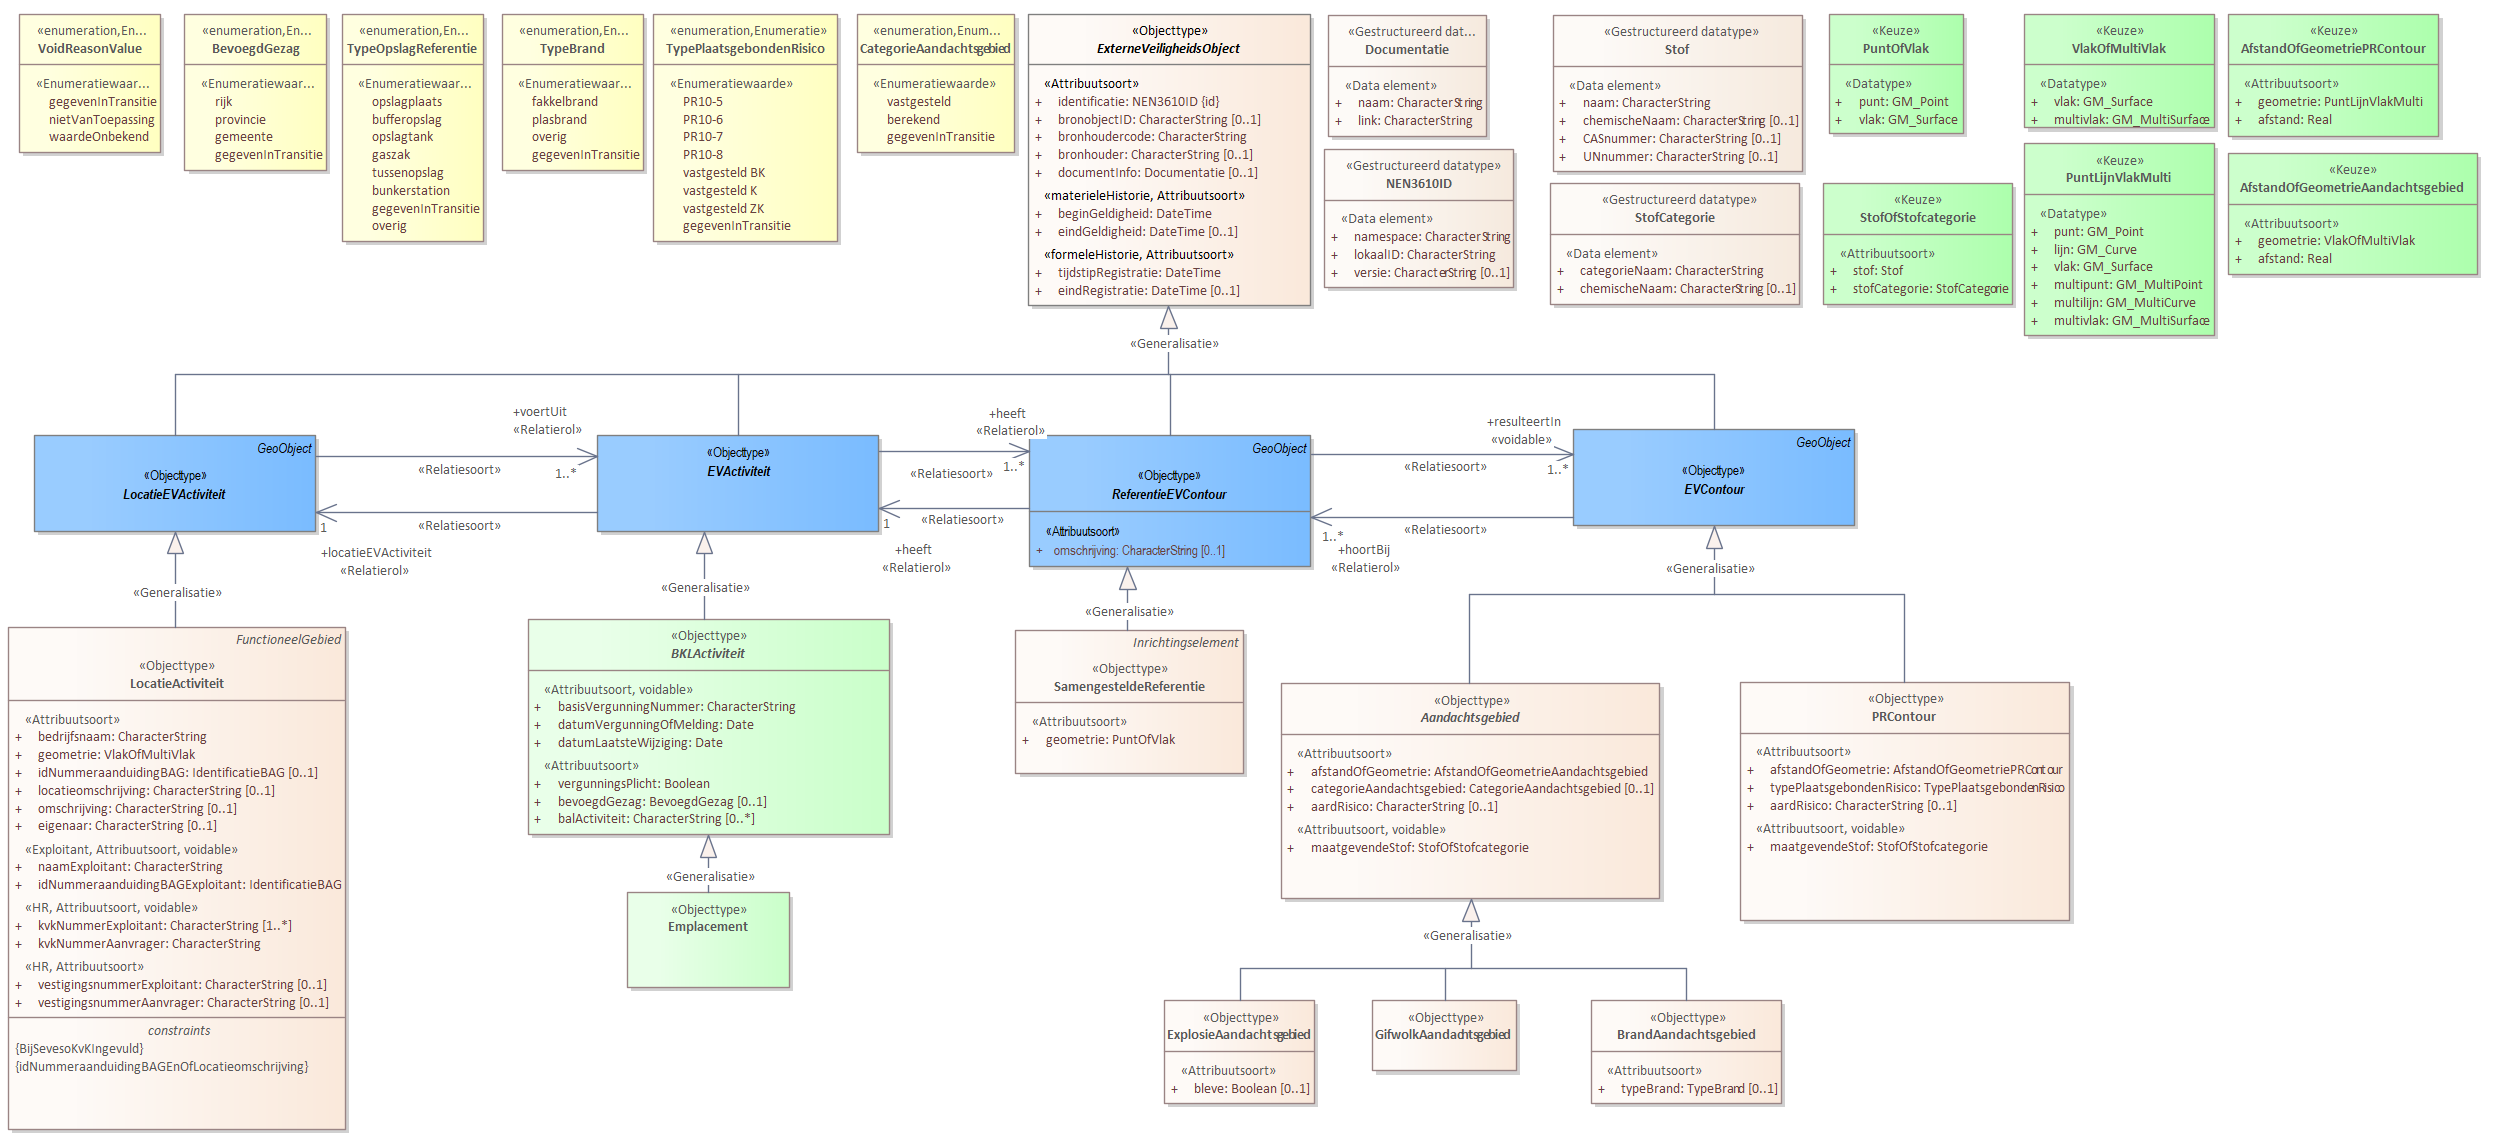 «enumeration,En...
VoidReasonValue
«Enumeratiewaar...
gegevenInTransitie
nietVanToepassing
waardeOnbekend
«enumeration,En...
BevoegdGezag
«Enumeratiewaar...
rijk
provincie
gemeente
gegevenInTransitie
«enumeration,En...
TypeOpslagReferentie
«Enumeratiewaar...
opslagplaats
bufferopslag
opslagtank
gaszak
tussenopslag
bunkerstation
gegevenInTransitie
overig
«enumeration,En...
TypeBrand
«Enumeratiewaar...
fakkelbrand
plasbrand
overig
gegevenInTransitie
«enumeration,Enumeratie»
TypePlaatsgebondenRisico
«Enumeratiewaarde»
PR10-5
PR10-6
PR10-7
PR10-8
vastgesteld BK
vastgesteld K
vastgesteld ZK
gegevenInTransitie
«enumeration,Enum...
CategorieAandachtsgebied
«Enumeratiewaarde»
vastgesteld
berekend
gegevenInTransitie
«Objecttype»
ExterneVeiligheidsObject
«Attribuutsoort»
+ identificatie: NEN3610ID {id}
+ bronobjectID: CharacterString [0..1]
+ bronhoudercode: CharacterString
+ bronhouder: CharacterString [0..1]
+ documentInfo: Documentatie [0..1]
«materieleHistorie, Attribuutsoort»
+ beginGeldigheid: DateTime
+ eindGeldigheid: DateTime [0..1]
«formeleHistorie, Attribuutsoort»
+ tijdstipRegistratie: DateTime
+ eindRegistratie: DateTime [0..1]
«Gestructureerd dat...
Documentatie
«Data element»
+ naam: CharacterString
+ link: CharacterString
«Gestructureerd datatype»
NEN3610ID
«Data element»
+ namespace: CharacterString
+ lokaalID: CharacterString
+ versie: CharacterString [0..1]
«Gestructureerd datatype»
Stof
«Data element»
+ naam: CharacterString
+ chemischeNaam: CharacterString [0..1]
+ CASnummer: CharacterString [0..1]
+ UNnummer: CharacterString [0..1]
«Gestructureerd datatype»
StofCategorie
«Data element»
+ categorieNaam: CharacterString
+ chemischeNaam: CharacterString [0..1]
«Keuze»
PuntOfVlak
«Datatype»
+ punt: GM_Point
+ vlak: GM_Surface
«Keuze»
StofOfStofcategorie
«Attribuutsoort»
+ stof: Stof
+ stofCategorie: StofCategorie
«Keuze»
VlakOfMultiVlak
«Datatype»
+ vlak: GM_Surface
+ multivlak: GM_MultiSurface
«Keuze»
PuntLijnVlakMulti
«Datatype»
+ punt: GM_Point
+ lijn: GM_Curve
+ vlak: GM_Surface
+ multipunt: GM_MultiPoint
+ multilijn: GM_MultiCurve
+ multivlak: GM_MultiSurface
«Keuze»
AfstandOfGeometriePRContour
«Attribuutsoort»
+ geometrie: PuntLijnVlakMulti
+ afstand: Real
«Keuze»
AfstandOfGeometrieAandachtsgebied
«Attribuutsoort»
+ geometrie: VlakOfMultiVlak
+ afstand: Real
«Generalisatie»
GeoObject
«Objecttype»
LocatieEVActiviteit
+voertUit
«Relatierol»
«Relatiesoort»
1..*
«Relatiesoort»
1
+locatieEVActiviteit
«Relatierol»
«Objecttype»
EVActiviteit
+heeft
«Relatierol»
1..*
«Relatiesoort»
«Relatiesoort»
1
+heeft
«Relatierol»
GeoObject
«Objecttype»
ReferentieEVContour
«Attribuutsoort»
+ omschrijving: CharacterString [0..1]
+resulteertIn
«voidable»
«Relatiesoort»
1..*
«Relatiesoort»
1..*
+hoortBij
«Relatierol»
GeoObject
«Objecttype»
EVContour
«Generalisatie»
«Generalisatie»
«Generalisatie»
«Generalisatie»
FunctioneelGebied
«Objecttype»
LocatieActiviteit
«Attribuutsoort»
+ bedrijfsnaam: CharacterString
+ geometrie: VlakOfMultiVlak
+ idNummeraanduidingBAG: IdentificatieBAG [0..1]
+ locatieomschrijving: CharacterString [0..1]
+ omschrijving: CharacterString [0..1]
+ eigenaar: CharacterString [0..1]
«Exploitant, Attribuutsoort, voidable»
+ naamExploitant: CharacterString
+ idNummeraanduidingBAGExploitant: IdentificatieBAG
«HR, Attribuutsoort, voidable»
+ kvkNummerExploitant: CharacterString [1..*]
+ kvkNummerAanvrager: CharacterString
«HR, Attribuutsoort»
+ vestigingsnummerExploitant: CharacterString [0..1]
+ vestigingsnummerAanvrager: CharacterString [0..1]
constraints
{BijSevesoKvKIngevuld}
{idNummeraanduidingBAGEnOfLocatieomschrijving}
«Objecttype»
BKLActiviteit
«Attribuutsoort, voidable»
+ basisVergunningNummer: CharacterString
+ datumVergunningOfMelding: Date
+ datumLaatsteWijziging: Date
«Attribuutsoort»
+ vergunningsPlicht: Boolean
+ bevoegdGezag: BevoegdGezag [0..1]
+ balActiviteit: CharacterString [0..*]
«Generalisatie»
«Objecttype»
Emplacement
Inrichtingselement
«Objecttype»
SamengesteldeReferentie
«Attribuutsoort»
+ geometrie: PuntOfVlak
«Objecttype»
Aandachtsgebied
«Attribuutsoort»
+ afstandOfGeometrie: AfstandOfGeometrieAandachtsgebied
+ categorieAandachtsgebied: CategorieAandachtsgebied [0..1]
+ aardRisico: CharacterString [0..1]
«Attribuutsoort, voidable»
+ maatgevendeStof: StofOfStofcategorie
«Objecttype»
PRContour
«Attribuutsoort»
+ afstandOfGeometrie: AfstandOfGeometriePRContour
+ typePlaatsgebondenRisico: TypePlaatsgebondenRisico
+ aardRisico: CharacterString [0..1]
«Attribuutsoort, voidable»
+ maatgevendeStof: StofOfStofcategorie
«Generalisatie»
«Objecttype»
ExplosieAandachtsgebied
«Attribuutsoort»
+ bleve: Boolean [0..1]
«Objecttype»
GifwolkAandachtsgebied
«Objecttype»
BrandAandachtsgebied
«Attribuutsoort»
+ typeBrand: TypeBrand [0..1]